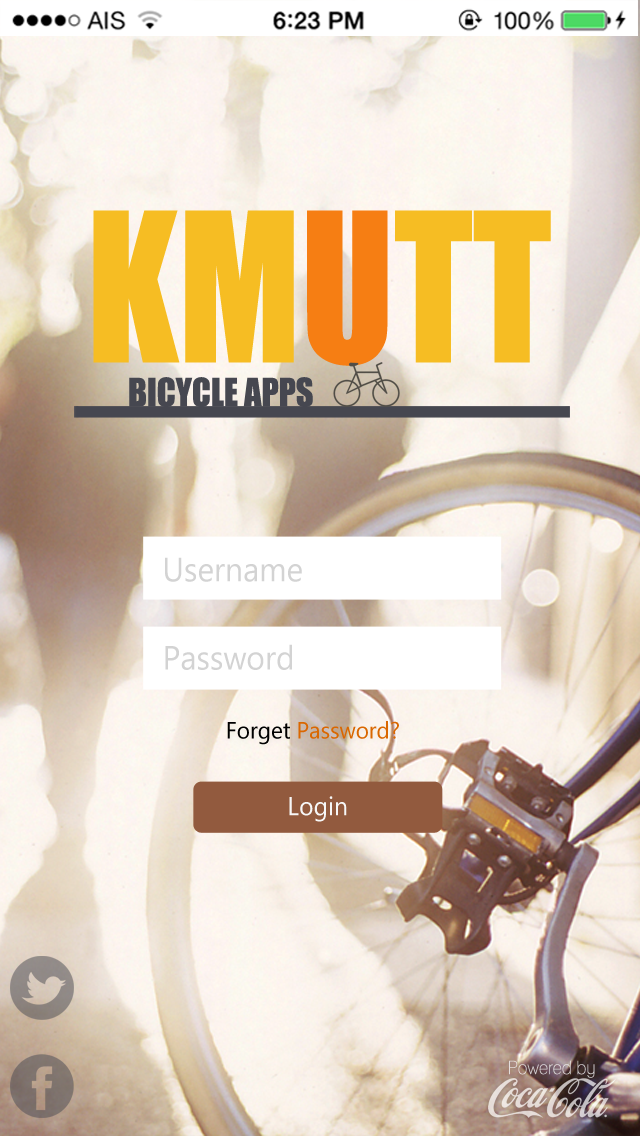 AIS 6:23 PM 100%
KMUTT
BICYCLE APPS
Username
Password
Forget Password?
Login
Powered by
Coca-Cola